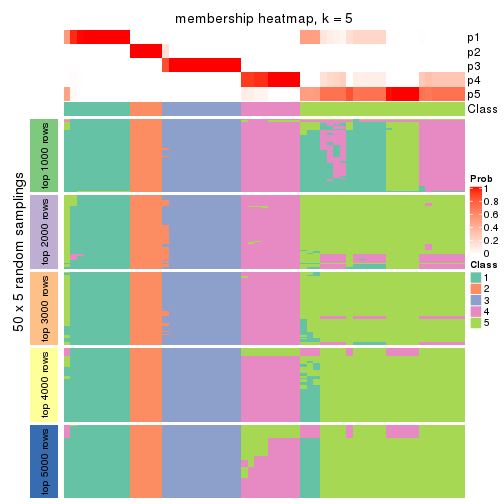 membership heatmap, k = 5
p1
p2
p3
p4
p5
Class
50 x 5 random samplings
top 1000 rows
top 2000 rows
top 3000 rows
top 4000 rows
top 5000 rows
Prob
1
0.8
0.6
0.4
0.2
0
Class
1
2
3
4
5